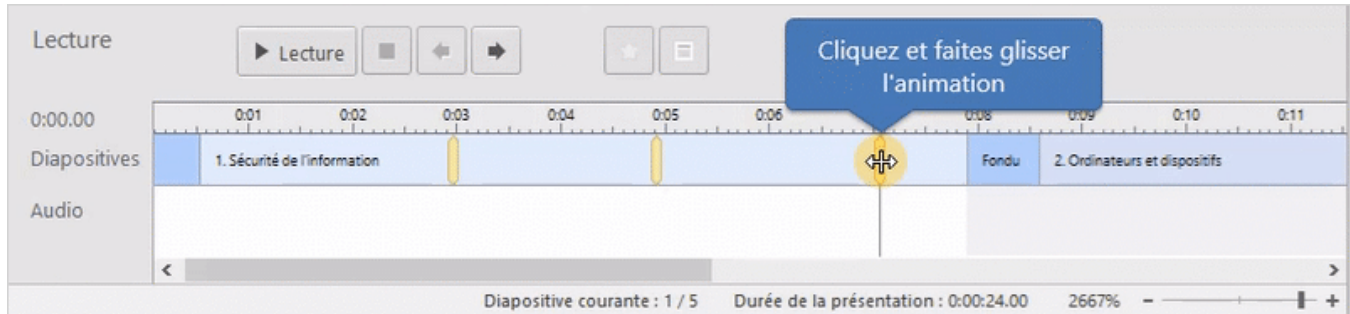 Lecture
Lecture
Cliquez et faites glisser
l'animation
0:00.00
0:01 0:02 0:03 0:04 0:05 0:06 0:08 0:09 0:10 0:11
Diapositives
1. Sécurité de l'information
Fondu
2. Ordinateurs et dispositifs
Audio
Diapositive courante : 1 / 5 Durée de la présentation : 0:00:24.00 2667% - +